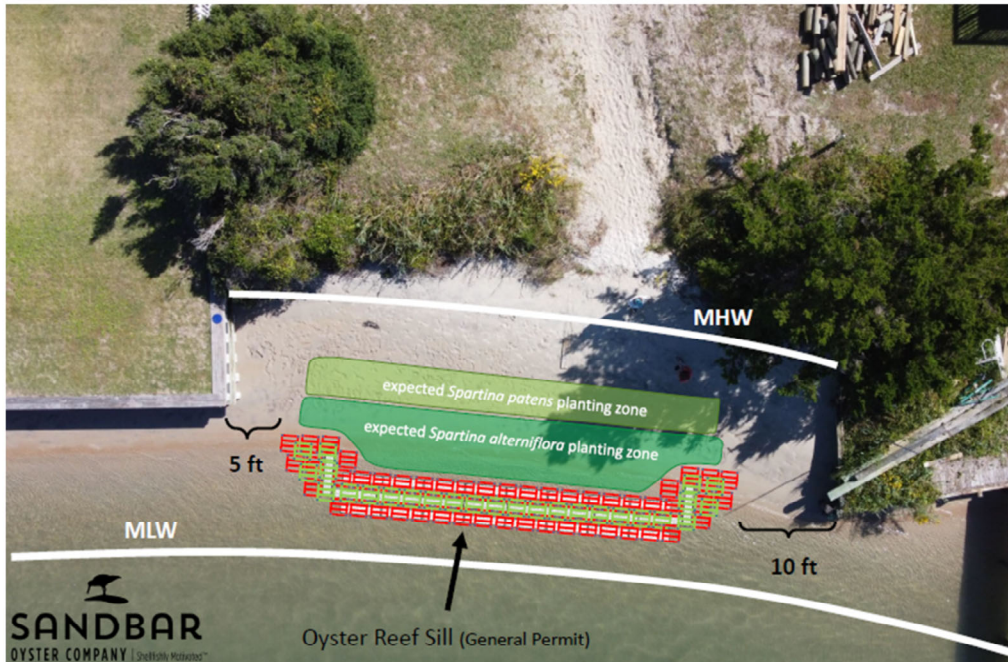 MHW
expected Spartina patens planting zone
expected Spartina alterniflora planting zone
5 ft
MLW
10 ft
Oyster Reef Sill (General Permit)
SANDBAR
OYSTER COMPANY | Shellfishly Motivated™